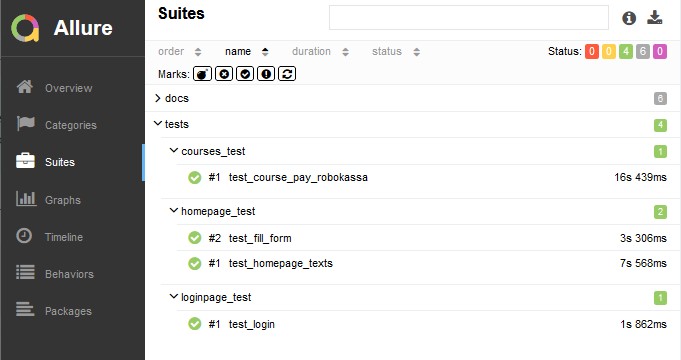 Allure
Overview
Categories
Suites
Graphs
Timeline
Behaviors
Packages
Suites
order name duration status Status: 0 0 4 6 0
Marks:
docs 6
tests 4
courses_test 1
#1 test_course_pay_robokassa 16s 439ms
homepage_test 2
#2 test_fill_form 3s 306ms
#1 test_homepage_texts 7s 568ms
loginpage_test 1
#1 test_login 1s 862ms